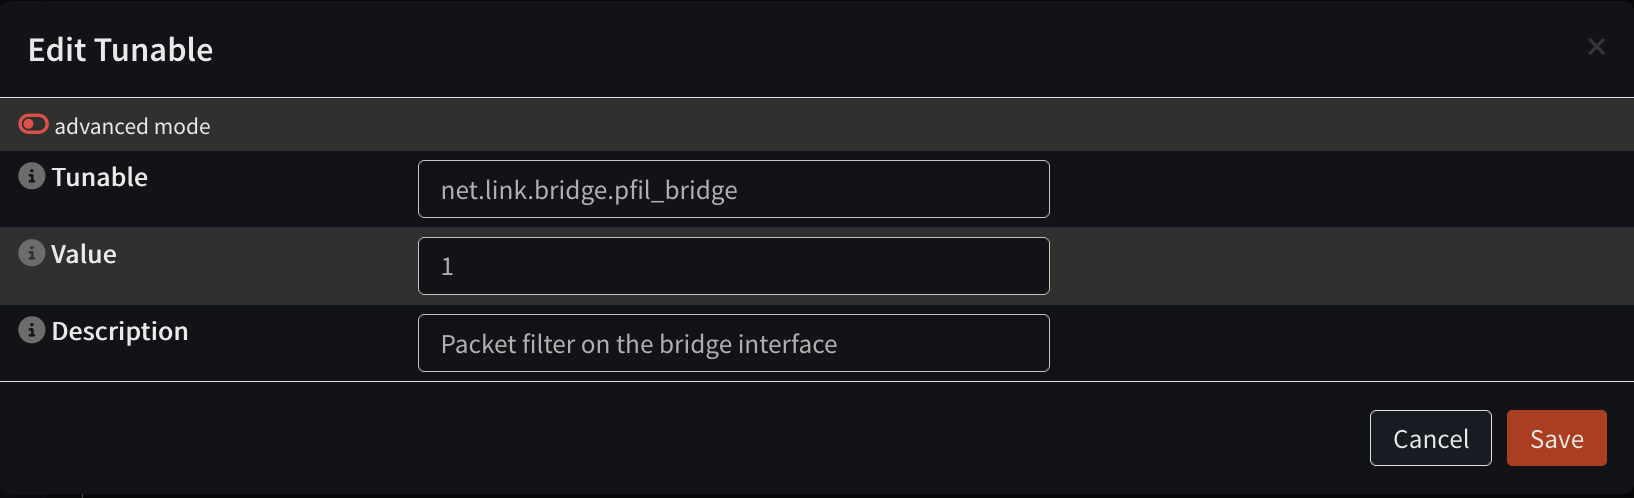 Edit Tunable
advanced mode
Tunable
net.link.bridge.pfil_bridge
Value
1
Description
Packet filter on the bridge interface
Cancel
Save